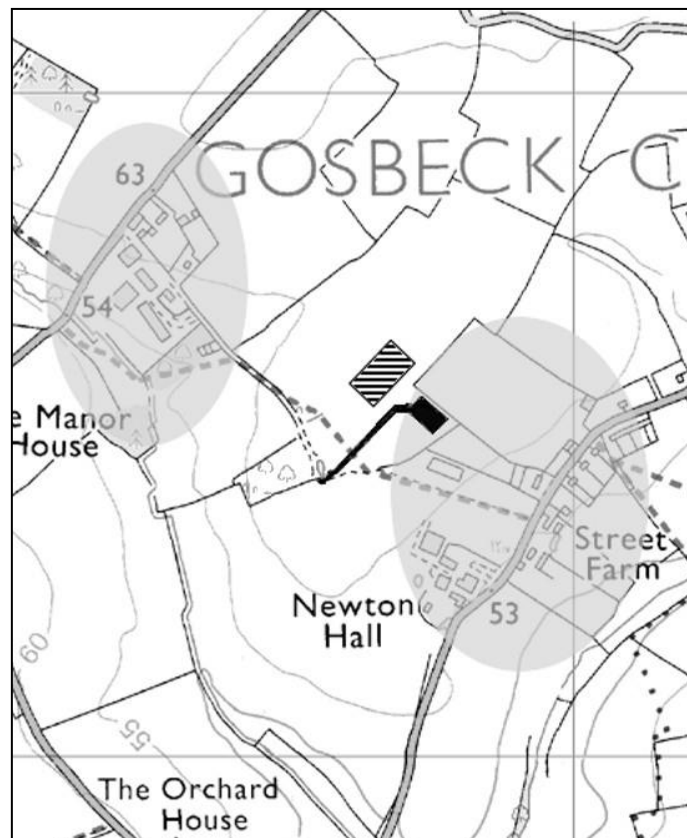 63
GOSBECK C
54
e Manor
House
Newton
Hall
Street
Farm
53
60
55
The Orchard
House